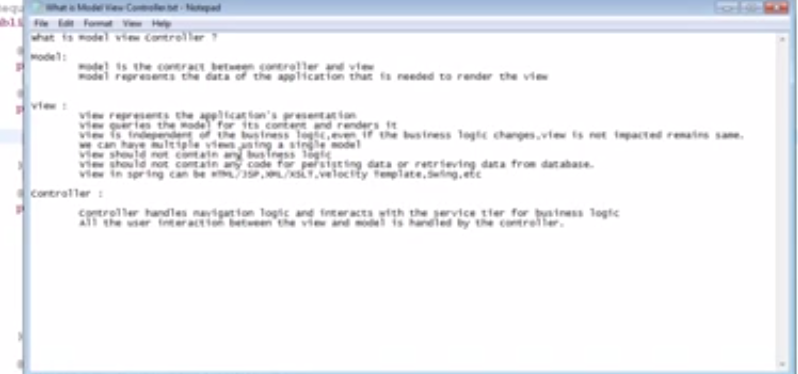 What is Model View Controller.txt - Notepad
File Edit Format View Help
What is Model View Controller ?
Model:
Model is the contract between controller and view
Model represents the data of the application that is needed to render the view
View :
View represents the application's presentation
View queries the Model for its content and renders it
View is independent of the business logic,even if the business logic changes,view is not impacted remains same.
We can have multiple views using a single model
View should not contain any business logic
View should not contain any code for persisting data or retrieving data from database.
View in spring can be HTML/JSP,XML/XSLT,Velocity Template,Swing,etc
Controller :
Controller handles navigation logic and interacts with the service tier for business logic
All the user interaction between the view and model is handled by the controller.